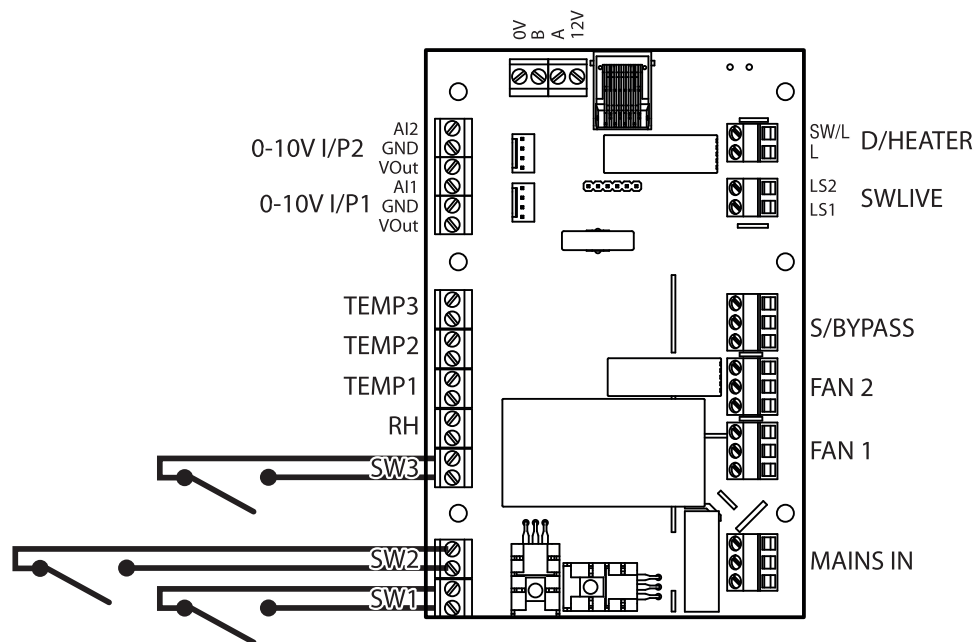 0V
B
A
12V
AI2
GND
0-10V I/P2
VOut
AI1
0-10V I/P1
GND
VOut
TEMP3
TEMP2
TEMP1
RH
SW3
SW2
SW1
SW/L
D/HEATER
L
LS2
SWLIVE
LS1
S/BYPASS
FAN 2
FAN 1
MAINS IN